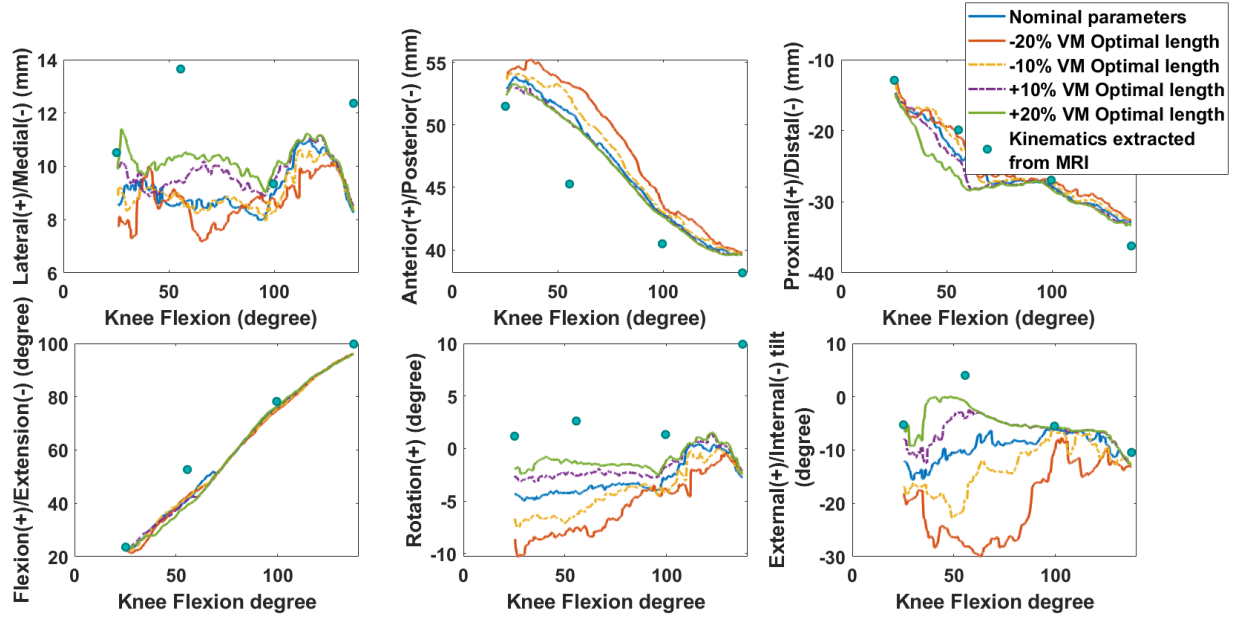 Nominal parameters
-20% VM Optimal length
-10% VM Optimal length
+10% VM Optimal length
+20% VM Optimal length
Kinematics extracted
from MRI
Lateral(+)/Medial(-) (mm)
14
12
10
8
6
0
50
100
Knee Flexion (degree)
Anterior(+)/Posterior(-) (mm)
55
50
45
40
0
50
100
Knee Flexion (degree)
Proximal(+)/Distal(-) (mm)
-10
-20
-30
-40
0
50
100
Knee Flexion (degree)
Flexion(+)/Extension(-) (degree)
100
80
60
40
20
0
50
100
Knee Flexion degree
Rotation(+) (degree)
10
5
0
-5
-10
0
50
100
Knee Flexion degree
External(+)/Internal(-) tilt
(degree)
10
0
-10
-20
-30
0
50
100
Knee Flexion degree